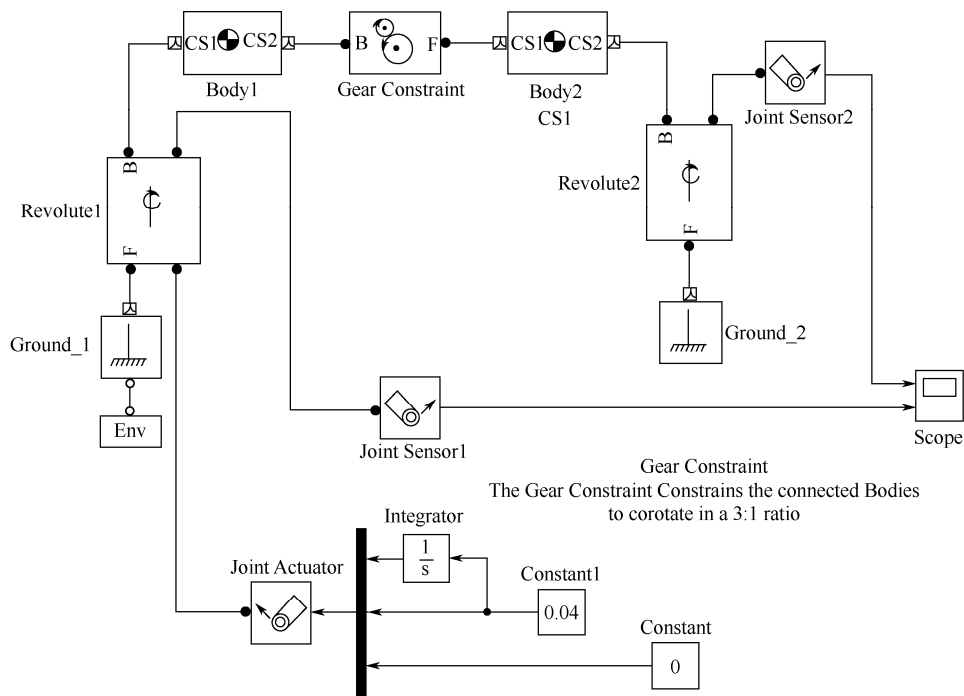 CS1 CS2
B F
CS1 CS2
Body1
Gear Constraint
Body2
CS1
Joint Sensor2
B
B
Revolute1
Revolute2
F
F
Ground_1
Ground_2
Env
Joint Sensor1
Scope
Gear Constraint
The Gear Constraint Constrains the connected Bodies
to corotate in a 3:1 ratio
Integrator
1
s
Joint Actuator
Constant1
0.04
Constant
0